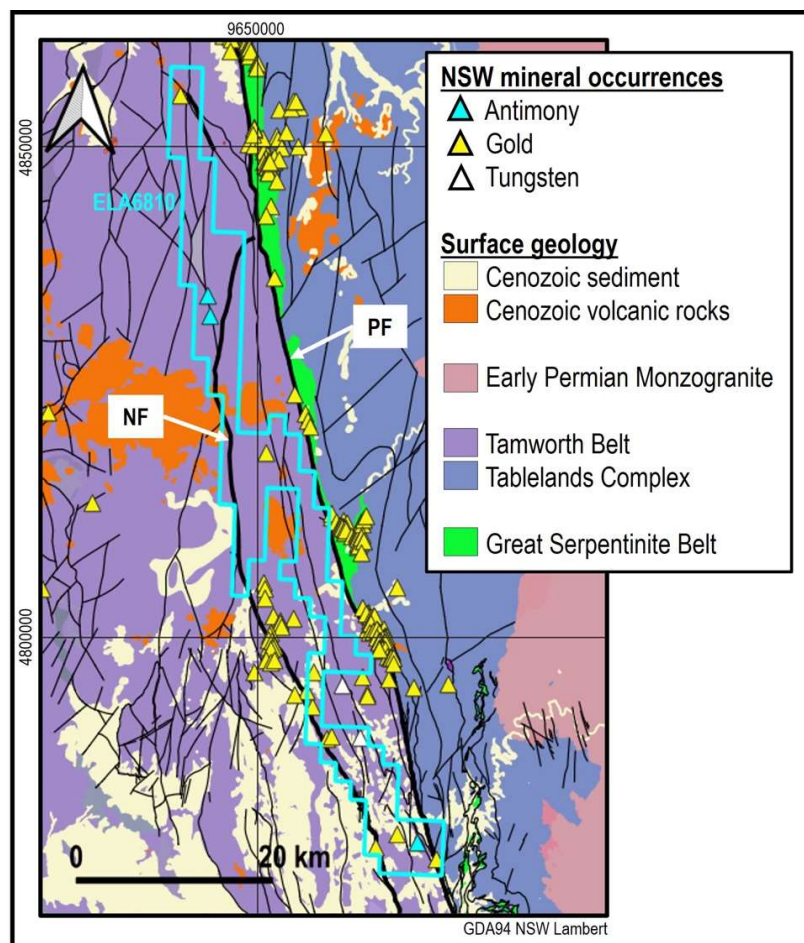 9650000
4850000
ELA6810
PF
NF
4800000
0 20 km
GDA94 NSW Lambert
NSW mineral occurrences
Antimony
Gold
Tungsten
Surface geology
Cenozoic sediment
Cenozoic volcanic rocks
Early Permian Monzogranite
Tamworth Belt
Tablelands Complex
Great Serpentinite Belt